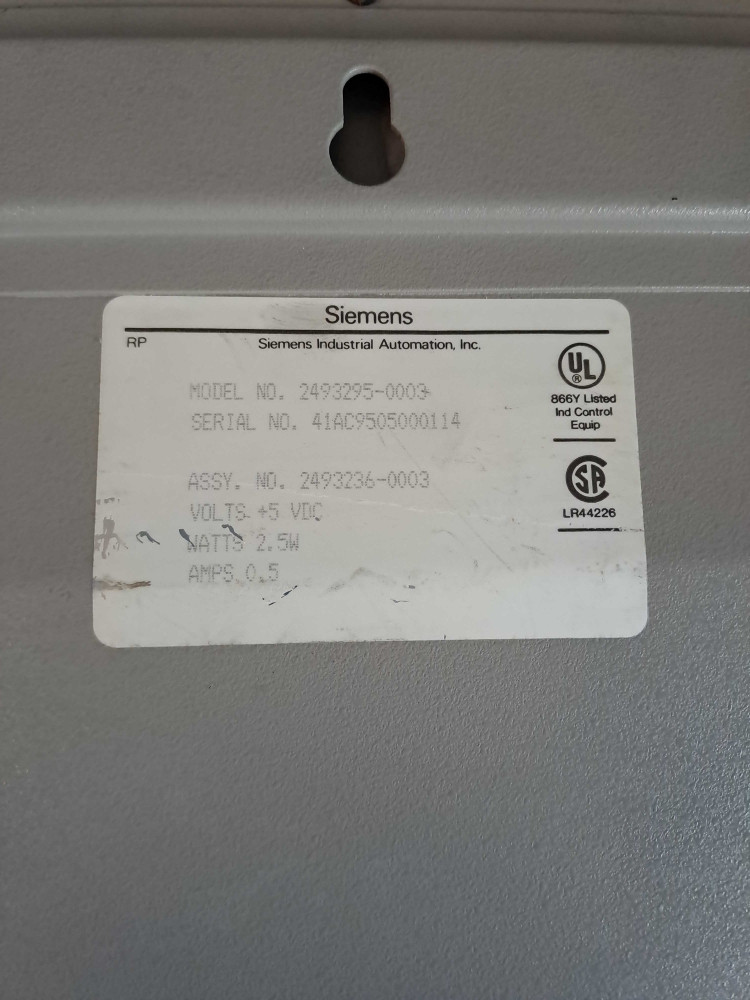 Siemens
RP
Siemens Industrial Automation, Inc.
MODEL NO. 2493295-0003
SERIAL NO. 41AC9505000114
ASSY. NO. 2493236-0003
VOLTS +5 VDC
WATTS 2.5W
AMPS 0.5
UL
®
866Y Listed
Ind Control
Equip
SA
LR44226